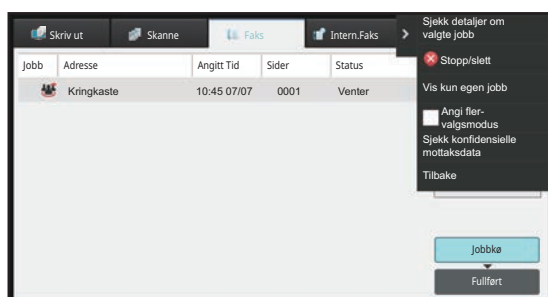 Skriv ut
Skanne
Faks
Intern.Faks
Jobb Adresse Angitt Tid Sider Status
Kringkaste 10:45 07/07 0001 Venter
Sjekk detaljer om
valgte jobb
Stopp/slett
Vis kun egen jobb
Angi fler-
valgsmodus
Sjekk konfidensielle
mottaksdata
Tilbake
Jobbkø
Fullført